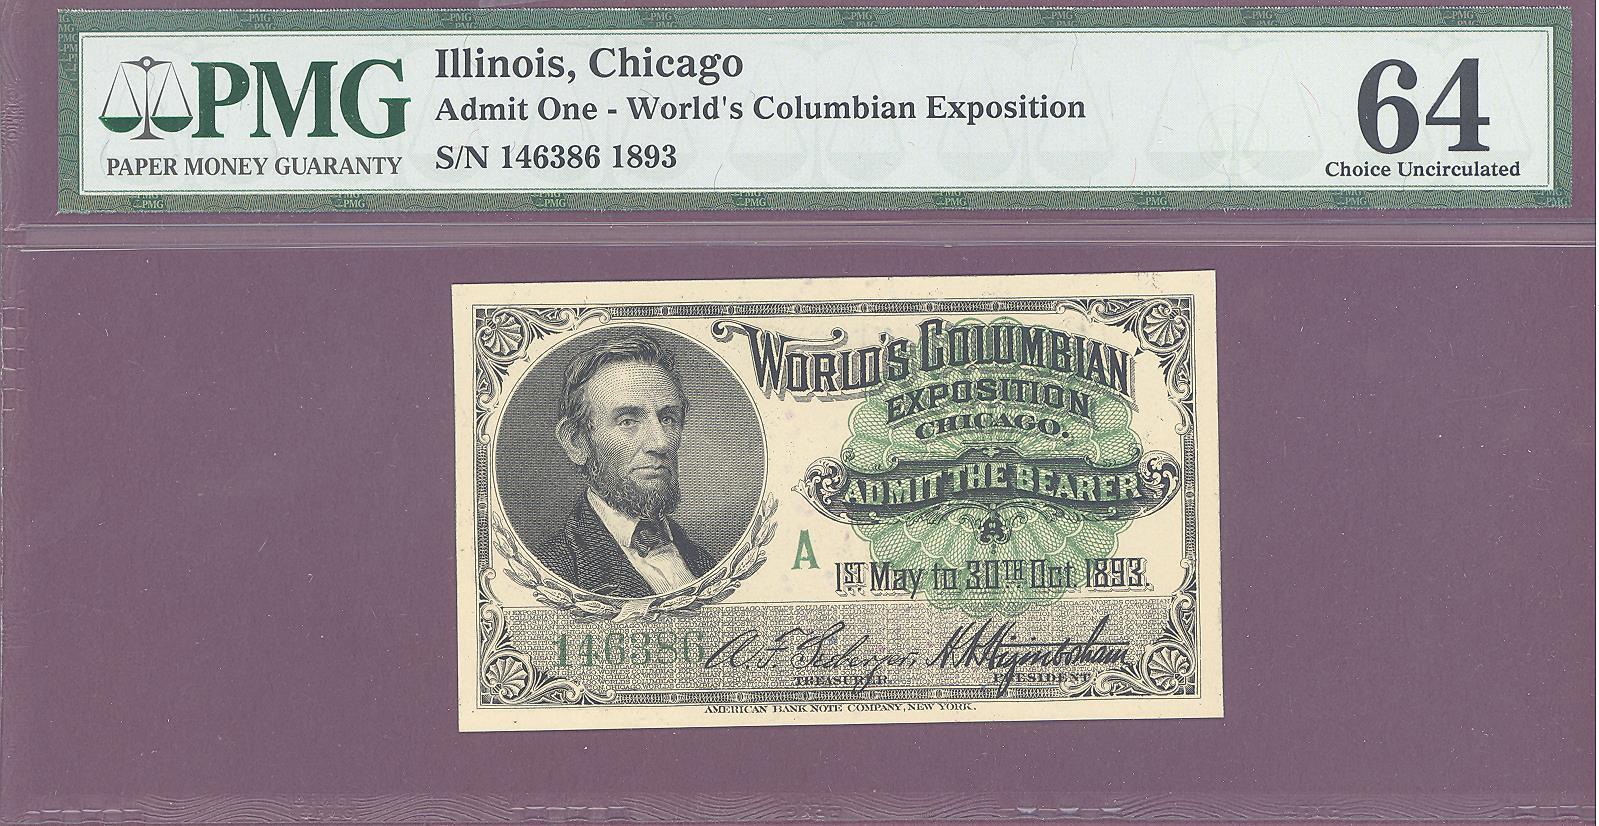 PMG
PAPER MONEY GUARANTY
Illinois, Chicago
Admit One - World's Columbian Exposition
S/N 146386 1893
64
Choice Uncirculated
WORLD'S COLUMBIAN
EXPOSITION
CHICAGO.
ADMIT THE BEARER
A
1ST May to 30TH Oct. 1893.
146386
A. F. Seeberger, H N Higinbotham
TREASURER PRESIDENT
AMERICAN BANK NOTE COMPANY, NEW YORK.